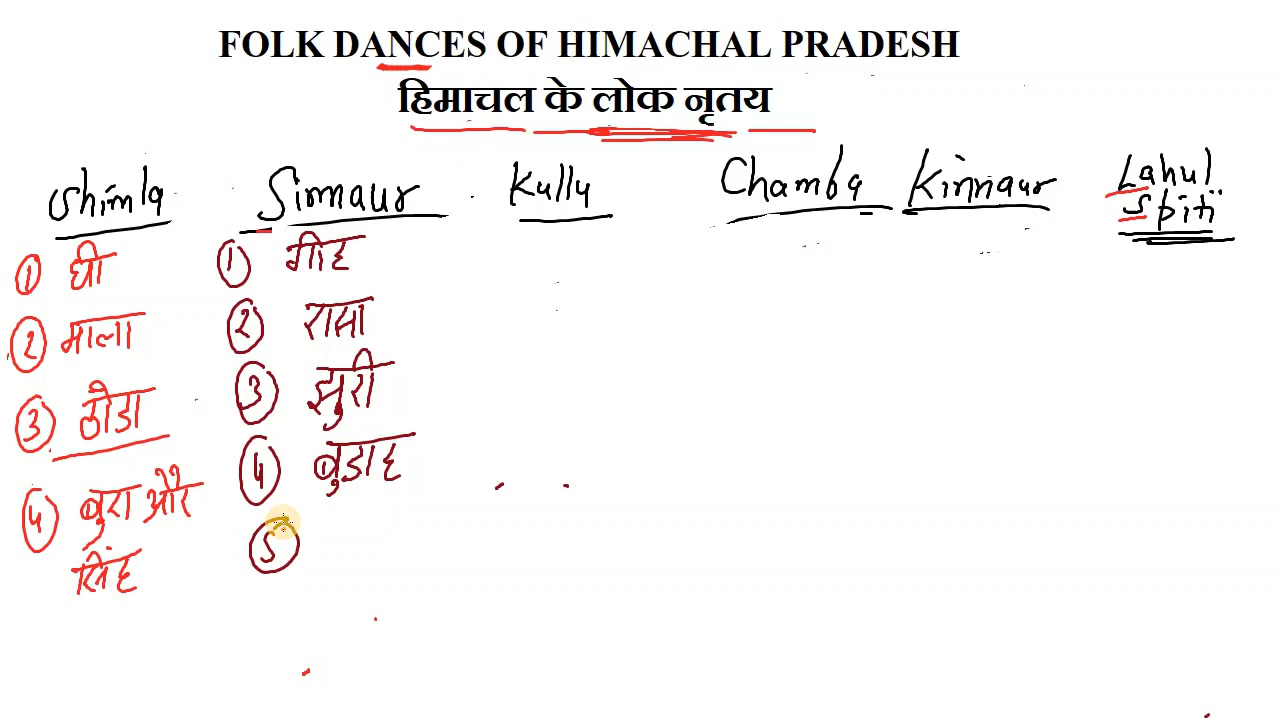 FOLK DANCES OF HIMACHAL PRADESH
हिमाचल के लोक नृतय
Shimla Sirmaur Kullu Chamba Kinnaur Lahul
Spiti
① घी ① गीह
② माला ② रासा
③ ठोडा ③ झुरी
④ बुरा और ④ बुडाह
सिंह ⑤